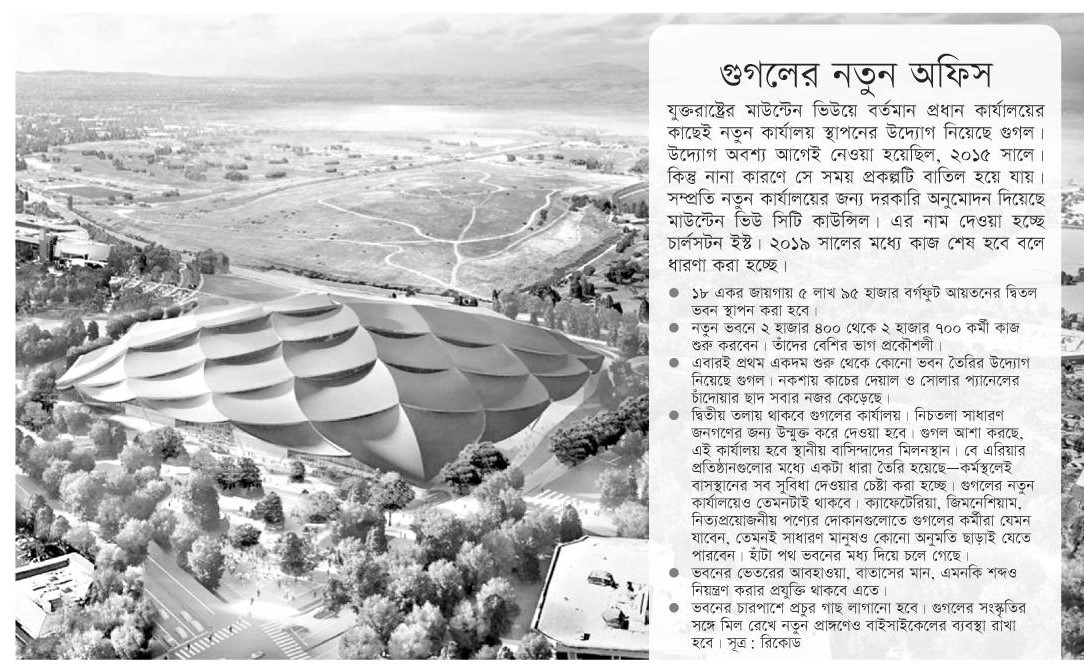 গুগলের নতুন অফিস
যুক্তরাষ্ট্রের মাউন্টেন ভিউয়ে বর্তমান প্রধান কার্যালয়ের
কাছেই নতুন কার্যালয় স্থাপনের উদ্যোগ নিয়েছে গুগল।
উদ্যোগ অবশ্য আগেই নেওয়া হয়েছিল, ২০১৫ সালে।
কিন্তু নানা কারণে সে সময় প্রকল্পটি বাতিল হয়ে যায়।
সম্প্রতি নতুন কার্যালয়ের জন্য দরকারি অনুমোদন দিয়েছে
মাউন্টেন ভিউ সিটি কাউন্সিল। এর নাম দেওয়া হচ্ছে
চার্লসটন ইস্ট। ২০১৯ সালের মধ্যে কাজ শেষ হবে বলে
ধারণা করা হচ্ছে।
● ১৮ একর জায়গায় ৫ লাখ ৯৫ হাজার বর্গফুট আয়তনের দ্বিতল
ভবন স্থাপন করা হবে।
● নতুন ভবনে ২ হাজার ৪০০ থেকে ২ হাজার ৭০০ কর্মী কাজ
শুরু করবেন। তাঁদের বেশির ভাগ প্রকৌশলী।
● এবারই প্রথম একদম শুরু থেকে কোনো ভবন তৈরির উদ্যোগ
নিয়েছে গুগল। নকশায় কাচের দেয়াল ও সোলার প্যানেলের
চাঁদোয়ার ছাদ সবার নজর কেড়েছে।
● দ্বিতীয় তলায় থাকবে গুগলের কার্যালয়। নিচতলা সাধারণ
জনগণের জন্য উন্মুক্ত করে দেওয়া হবে। গুগল আশা করছে,
এই কার্যালয় হবে স্থানীয় বাসিন্দাদের মিলনস্থান। বে এরিয়ার
প্রতিষ্ঠানগুলোর মধ্যে একটা ধারা তৈরি হয়েছে—কর্মস্থলেই
বাসস্থানের সব সুবিধা দেওয়ার চেষ্টা করা হচ্ছে। গুগলের নতুন
কার্যালয়েও তেমনটাই থাকবে। ক্যাফেটেরিয়া, জিমনেশিয়াম,
নিত্যপ্রয়োজনীয় পণ্যের দোকানগুলোতে গুগলের কর্মীরা যেমন
যাবেন, তেমনই সাধারণ মানুষও কোনো অনুমতি ছাড়াই যেতে
পারবেন। হাঁটা পথ ভবনের মধ্য দিয়ে চলে গেছে।
● ভবনের ভেতরের আবহাওয়া, বাতাসের মান, এমনকি শব্দও
নিয়ন্ত্রণ করার প্রযুক্তি থাকবে এতে।
● ভবনের চারপাশে প্রচুর গাছ লাগানো হবে। গুগলের সংস্কৃতির
সঙ্গে মিল রেখে নতুন প্রাঙ্গণেও বাইসাইকেলের ব্যবস্থা রাখা
হবে। সূত্র : রিকোড